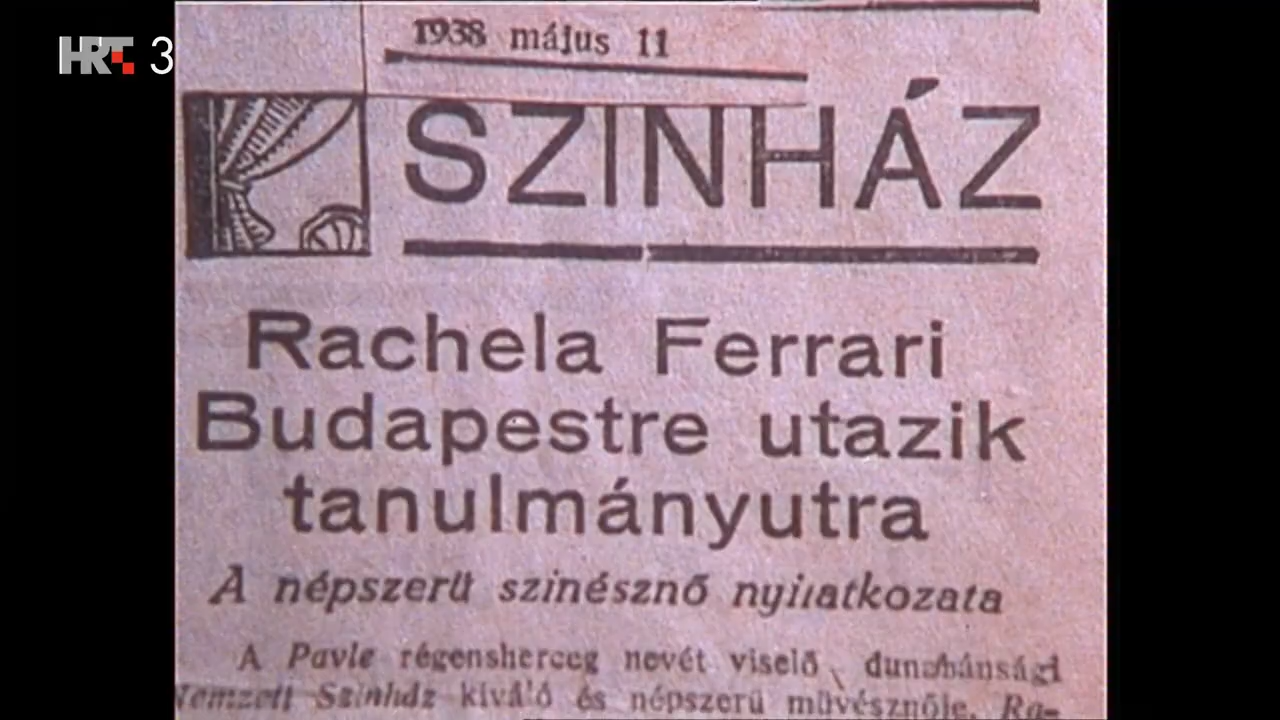 HRT 3
1938 május 11
SZINHÁZ
Rachela Ferrari
Budapestre utazik
tanulmányutra
A népszerű szinésznő nyilatkozata
A Pavle régensherceg nevét viselő dunabánsági
Nemzeti Szinház kiváló és népszerű művésznője, Ra-